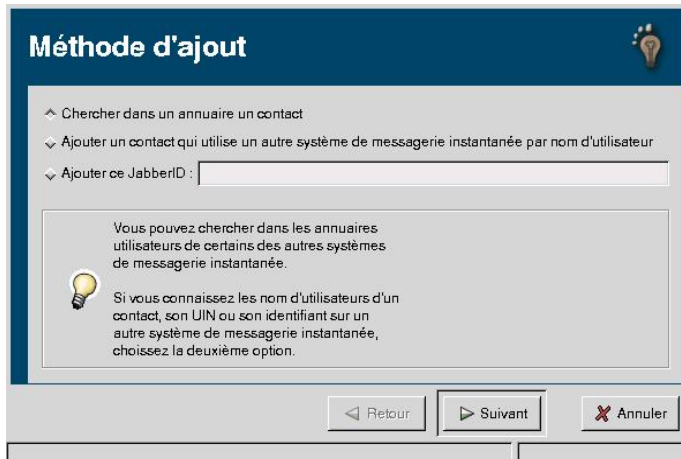 Méthode d'ajout
Chercher dans un annuaire un contact
Ajouter un contact qui utilise un autre système de messagerie instantanée par nom d'utilisateur
Ajouter ce JabberID :
Vous pouvez chercher dans les annuaires
utilisateurs de certains des autres systèmes
de messagerie instantanée.
Si vous connaissez les nom d'utilisateurs d'un
contact, son UIN ou son identifiant sur un
autre système de messagerie instantanée,
choissez la deuxième option.
Retour Suivant Annuler